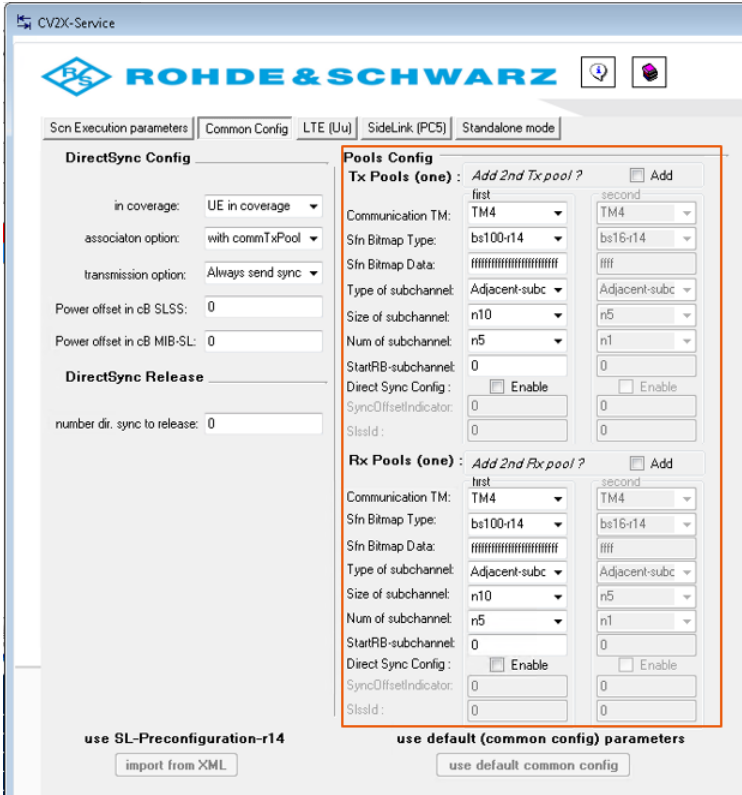 CV2X-Service
R&S ROHDE & SCHWARZ
Scn Execution parameters Common Config LTE (Uu) SideLink (PC5) Standalone mode
DirectSync Config
in coverage: UE in coverage
associaton option: with commTxPool
transmission option: Always send sync
Power offset in cB SLSS: 0
Power offset in cB MIB-SL: 0
DirectSync Release
number dir. sync to release: 0
Pools Config
Tx Pools (one) : Add 2nd Tx pool ? Add
first second
Communication TM: TM4 TM4
Sfn Bitmap Type: bs100-r14 bs16-r14
Sfn Bitmap Data: ffff
Type of subchannel: Adjacent-subc Adjacent-subc
Size of subchannel: n10 n5
Num of subchannel: n5 n1
StartRB-subchannel: 0 0
Direct Sync Config : Enable Enable
SyncOffsetIndicator: 0 0
SlssId : 0 0
Rx Pools (one) : Add 2nd Rx pool ? Add
first second
Communication TM: TM4 TM4
Sfn Bitmap Type: bs100-r14 bs16-r14
Sfn Bitmap Data: ffff
Type of subchannel: Adjacent-subc Adjacent-subc
Size of subchannel: n10 n5
Num of subchannel: n5 n1
StartRB-subchannel: 0 0
Direct Sync Config : Enable Enable
SyncOffsetIndicator: 0 0
SlssId : 0 0
use SL-Preconfiguration-r14
import from XML
use default (common config) parameters
use default common config